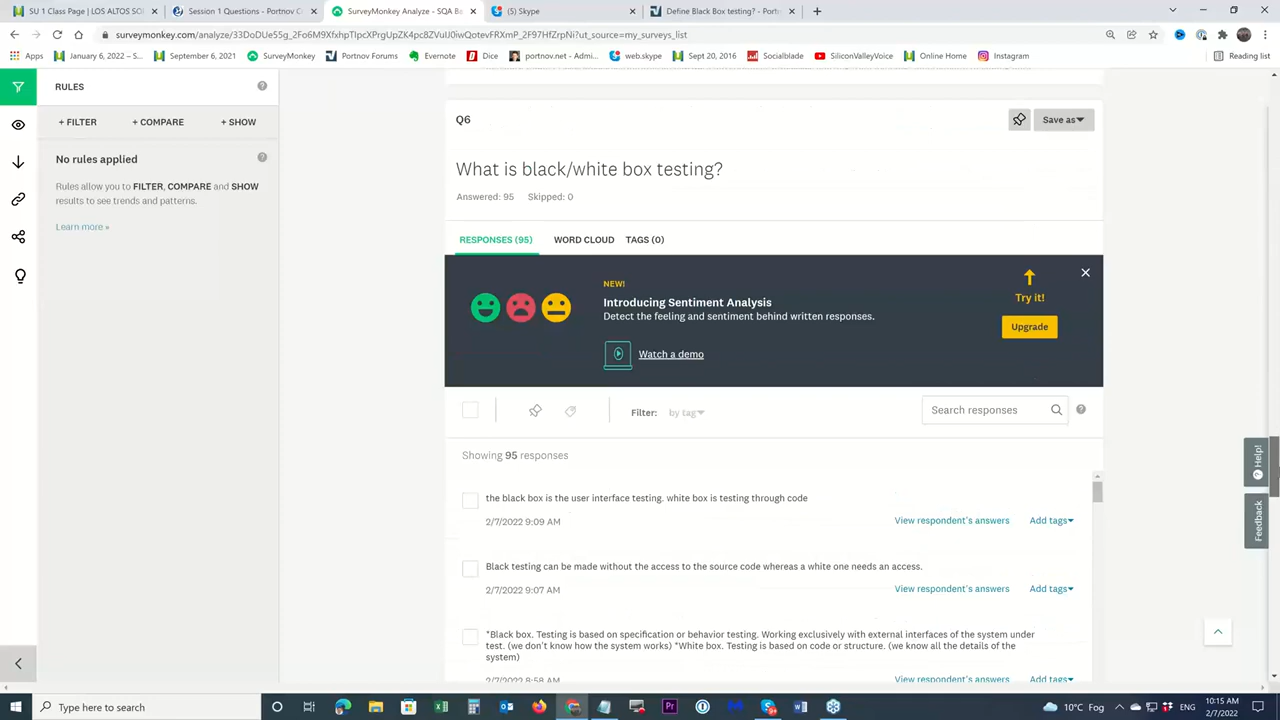 SU 1 Class Page | LOS ALTOS SOI
Session 1 Questions - Portnov C
SurveyMonkey Analyze - SQA Ba
(5) Skype
Define Black Box testing? - Portn
surveymonkey.com/analyze/33DoDUe55g_2Fo6M9XfxhpTIpcXPrgUpZK4pc8ZVuIJ0iwQotevFRXmP_2F97HfZrpNi?ut_source=my_surveys_list
Apps
January 6, 2022 – S...
September 6, 2021
SurveyMonkey
Portnov Forums
Evernote
Dice
portnov.net - Admi...
web.skype
Sept 20, 2016
Socialblade
SiliconValleyVoice
Online Home
Instagram
Reading list
RULES
+ FILTER
+ COMPARE
+ SHOW
No rules applied
Rules allow you to FILTER, COMPARE and SHOW
results to see trends and patterns.
Learn more »
Q6
Save as
What is black/white box testing?
Answered: 95
Skipped: 0
RESPONSES (95)
WORD CLOUD
TAGS (0)
NEW!
Introducing Sentiment Analysis
Detect the feeling and sentiment behind written responses.
Watch a demo
Try it!
Upgrade
Filter:
by tag
Search responses
Showing 95 responses
the black box is the user interface testing. white box is testing through code
2/7/2022 9:09 AM
View respondent's answers
Add tags
Black testing can be made without the access to the source code whereas a white one needs an access.
2/7/2022 9:07 AM
View respondent's answers
Add tags
*Black box. Testing is based on specification or behavior testing. Working exclusively with external interfaces of the system under
test. (we don't know how the system works) *White box. Testing is based on code or structure. (we know all the details of the
system)
2/7/2022 8:58 AM
View respondent's answers
Add tags
Help!
Feedback
Type here to search
10°C Fog
ENG
10:15 AM
2/7/2022